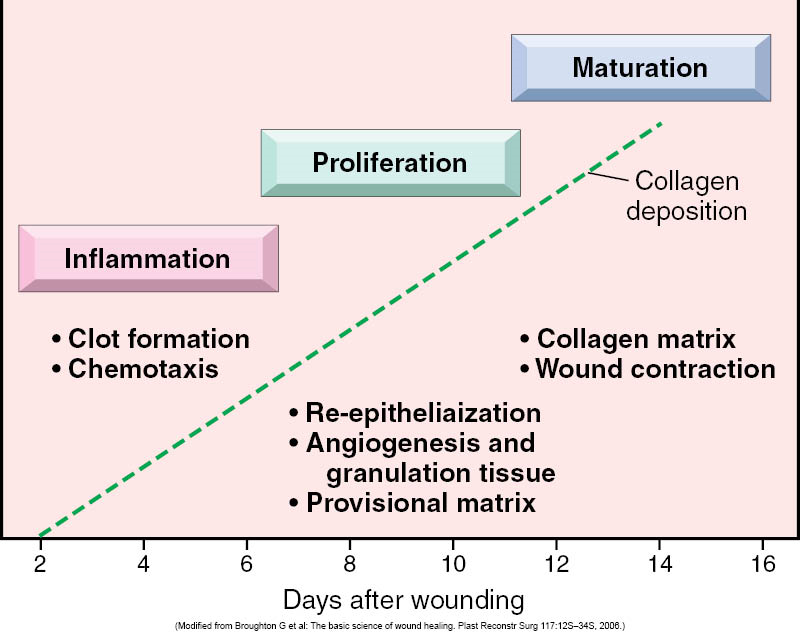 Maturation
Proliferation
Collagen
deposition
Inflammation
• Clot formation
• Chemotaxis
• Collagen matrix
• Wound contraction
• Re-epitheliaization
• Angiogenesis and
granulation tissue
• Provisional matrix
2 4 6 8 10 12 14 16
Days after wounding
(Modified from Broughton G et al: The basic science of wound healing. Plast Reconstr Surg 117:12S–34S, 2006.)